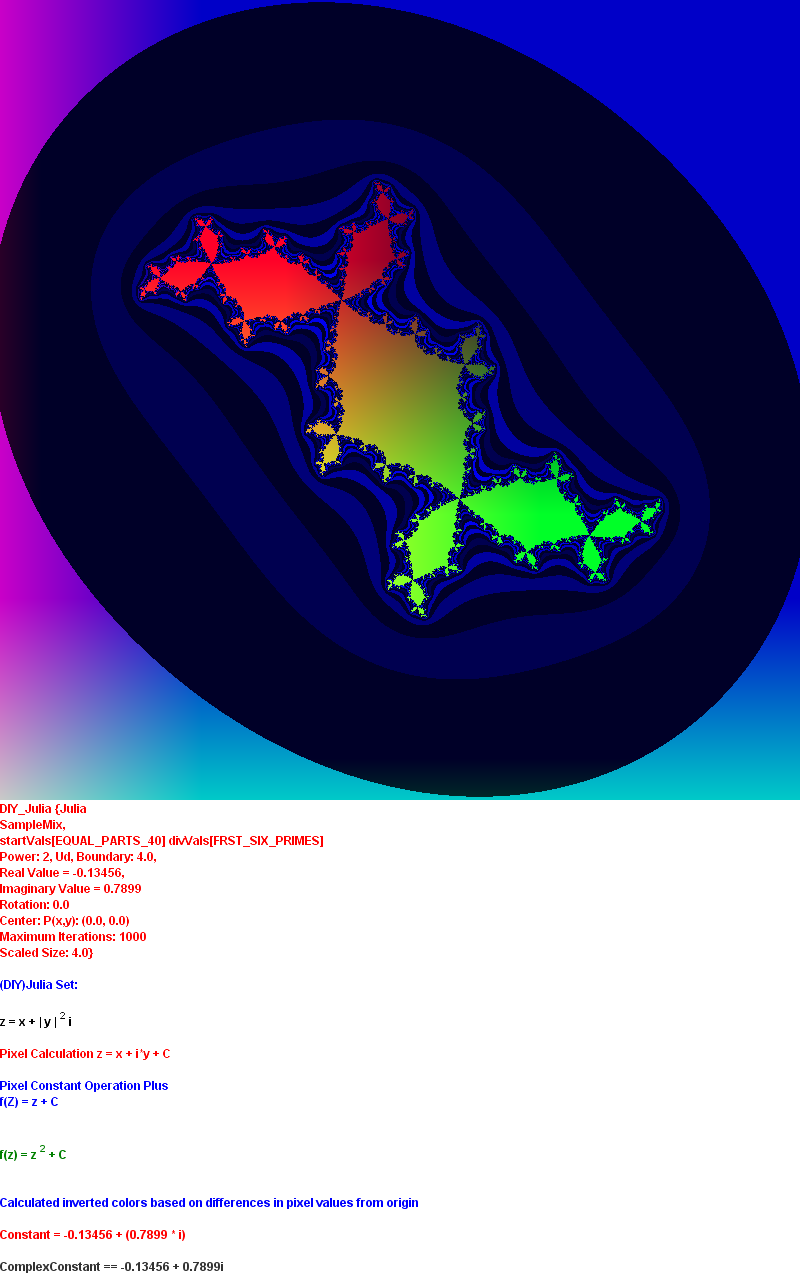 DIY_Julia {Julia
SampleMix,
startVals[EQUAL_PARTS_40] divVals[FRST_SIX_PRIMES]
Power: 2, Ud, Boundary: 4.0,
Real Value = -0.13456,
Imaginary Value = 0.7899
Rotation: 0.0
Center: P(x,y): (0.0, 0.0)
Maximum Iterations: 1000
Scaled Size: 4.0}
(DIY)Julia Set:
z = x + | y | 2 i
Pixel Calculation z = x + i*y + C
Pixel Constant Operation Plus
f(Z) = z + C
f(z) = z 2 + C
Calculated inverted colors based on differences in pixel values from origin
Constant = -0.13456 + (0.7899 * i)
ComplexConstant == -0.13456 + 0.7899i